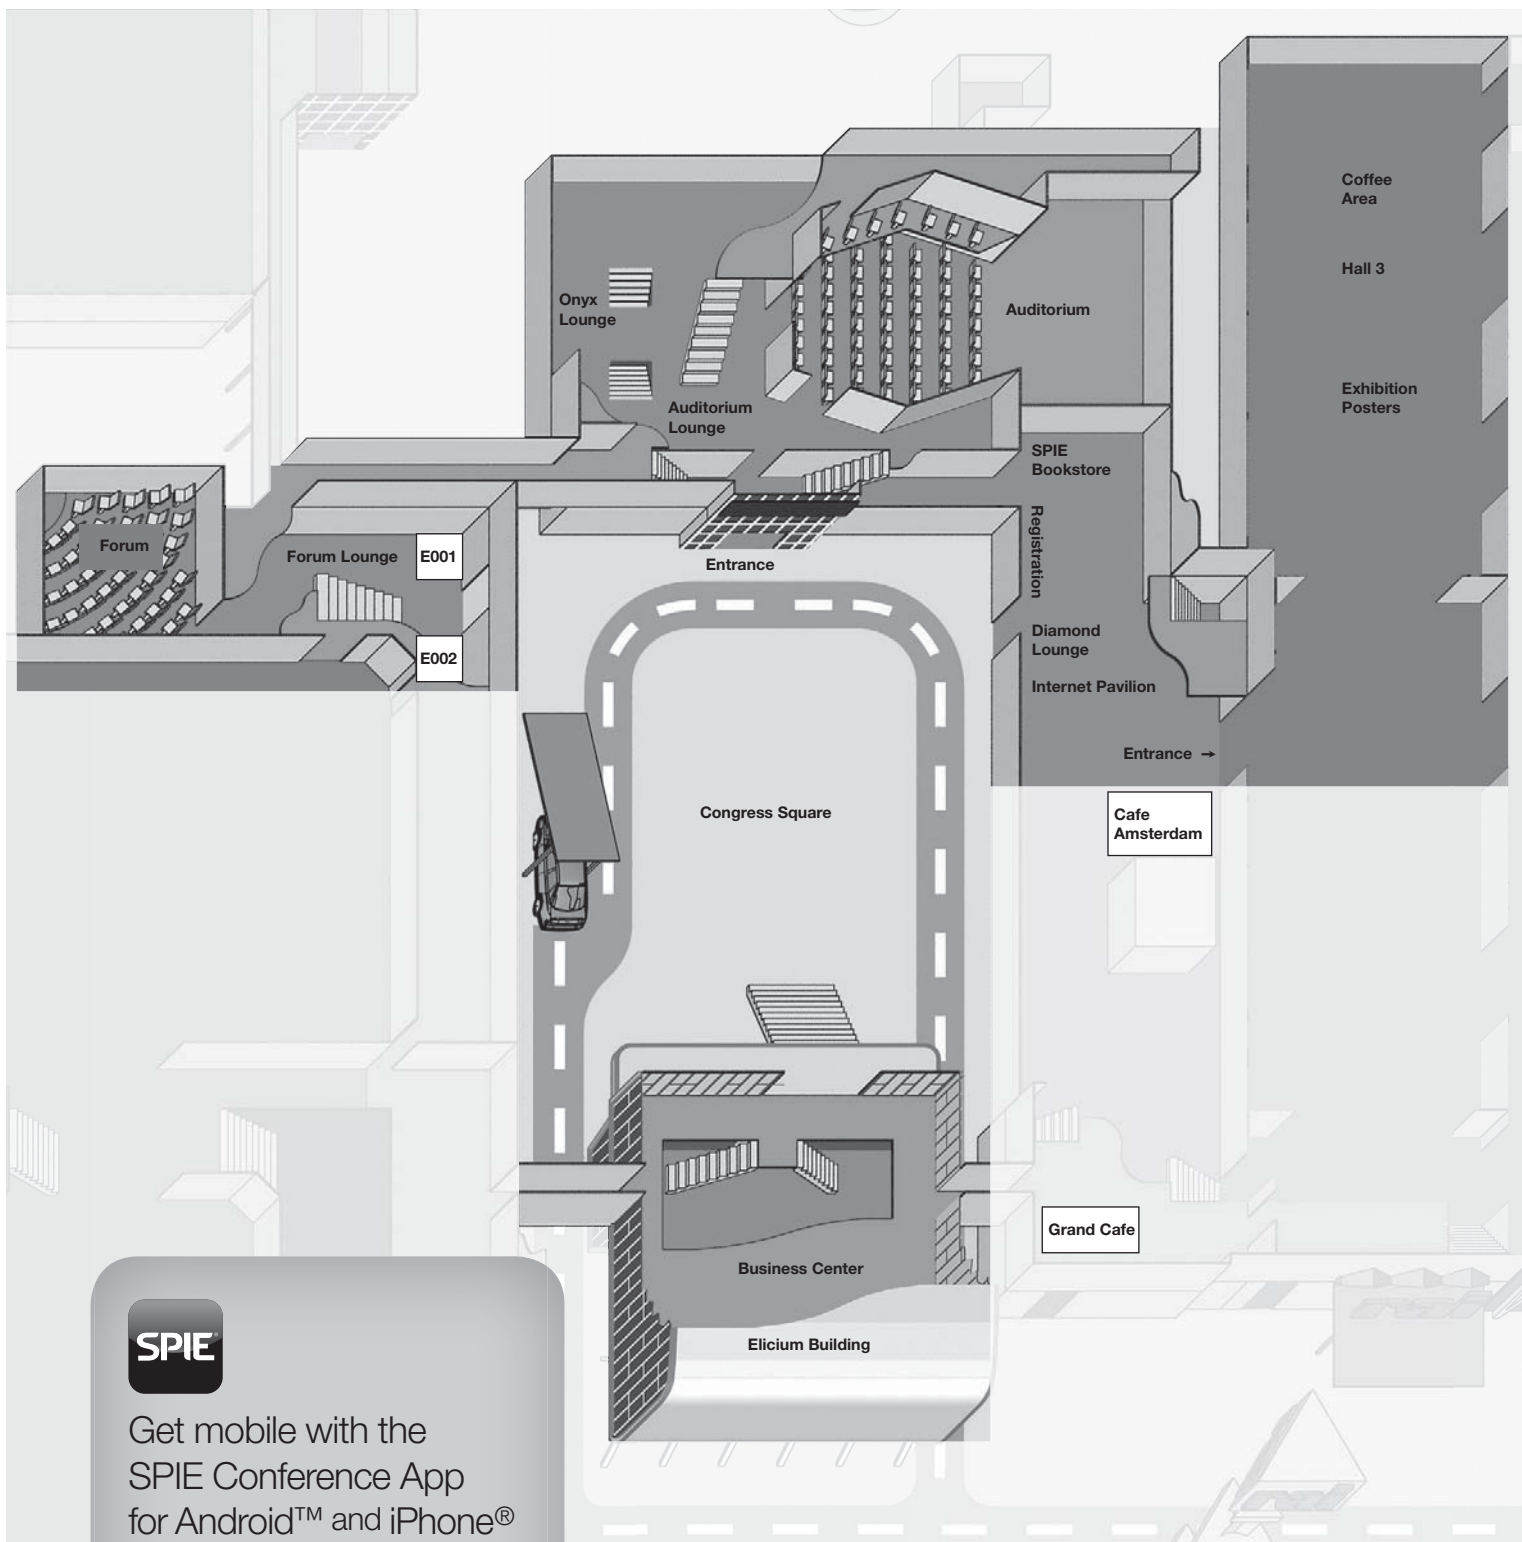 Coffee
Area
Hall 3
Onyx
Lounge
Auditorium
Exhibition
Posters
Auditorium
Lounge
SPIE
Bookstore
Registration
Forum
Forum Lounge
E001
Entrance
Diamond
Lounge
E002
Internet Pavilion
Entrance →
Congress Square
Cafe
Amsterdam
Grand Cafe
Business Center
Elicium Building
SPIE
Get mobile with the
SPIE Conference App
for Android™ and iPhone®